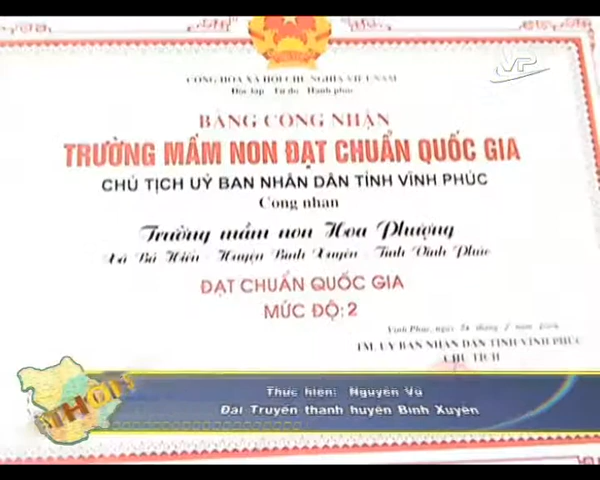 VP
CỘNG HÒA XÃ HỘI CHỦ NGHĨA VIỆT NAM
Độc lập Tự do Hạnh phúc
BẰNG CÔNG NHẬN
TRƯỜNG MẦM NON ĐẠT CHUẨN QUỐC GIA
CHỦ TỊCH UỶ BAN NHÂN DÂN TỈNH VĨNH PHÚC
Công nhận
Trường mầm non Hoa Phượng
Xã Bá Hiến - Huyện Bình Xuyên - Tỉnh Vĩnh Phúc
ĐẠT CHUẨN QUỐC GIA
MỨC ĐỘ: 2
Vĩnh Phúc, ngày tháng năm
TM. ỦY BAN NHÂN DÂN TỈNH VĨNH PHÚC
CHỦ TỊCH
Thực hiện: Nguyễn Vũ
Đài Truyền thanh huyện Bình Xuyên